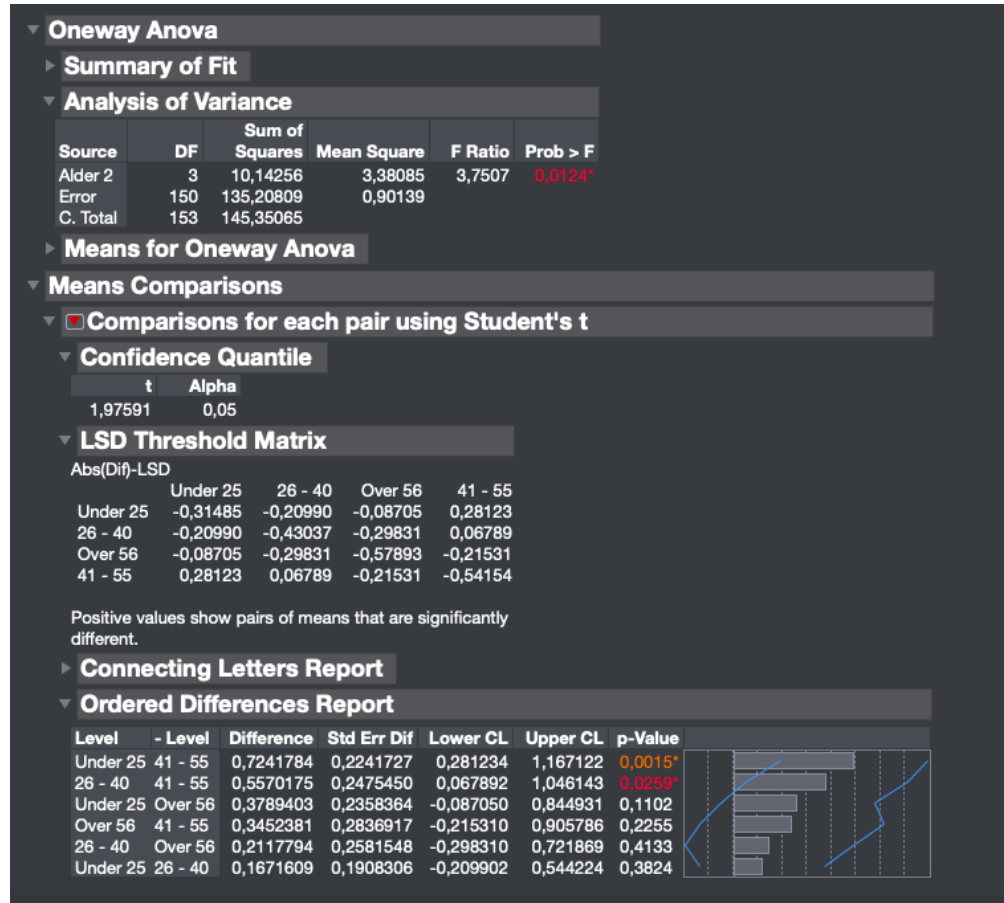 Oneway Anova
Summary of Fit
Analysis of Variance
Sum of
Source DF Squares Mean Square F Ratio Prob > F
Alder 2 3 10,14256 3,38085 3,7507 0,0124*
Error 150 135,20809 0,90139
C. Total 153 145,35065
Means for Oneway Anova
Means Comparisons
Comparisons for each pair using Student's t
Confidence Quantile
t Alpha
1,97591 0,05
LSD Threshold Matrix
Abs(Dif)-LSD
Under 25 26 - 40 Over 56 41 - 55
Under 25 -0,31485 -0,20990 -0,08705 0,28123
26 - 40 -0,20990 -0,43037 -0,29831 0,06789
Over 56 -0,08705 -0,29831 -0,57893 -0,21531
41 - 55 0,28123 0,06789 -0,21531 -0,54154
Positive values show pairs of means that are significantly
different.
Connecting Letters Report
Ordered Differences Report
Level - Level Difference Std Err Dif Lower CL Upper CL p-Value
Under 25 41 - 55 0,7241784 0,2241727 0,281234 1,167122 0,0015*
26 - 40 41 - 55 0,5570175 0,2475450 0,067892 1,046143 0,0259*
Under 25 Over 56 0,3789403 0,2358364 -0,087050 0,844931 0,1102
Over 56 41 - 55 0,3452381 0,2836917 -0,215310 0,905786 0,2255
26 - 40 Over 56 0,2117794 0,2581548 -0,298310 0,721869 0,4133
Under 25 26 - 40 0,1671609 0,1908306 -0,209902 0,544224 0,3824